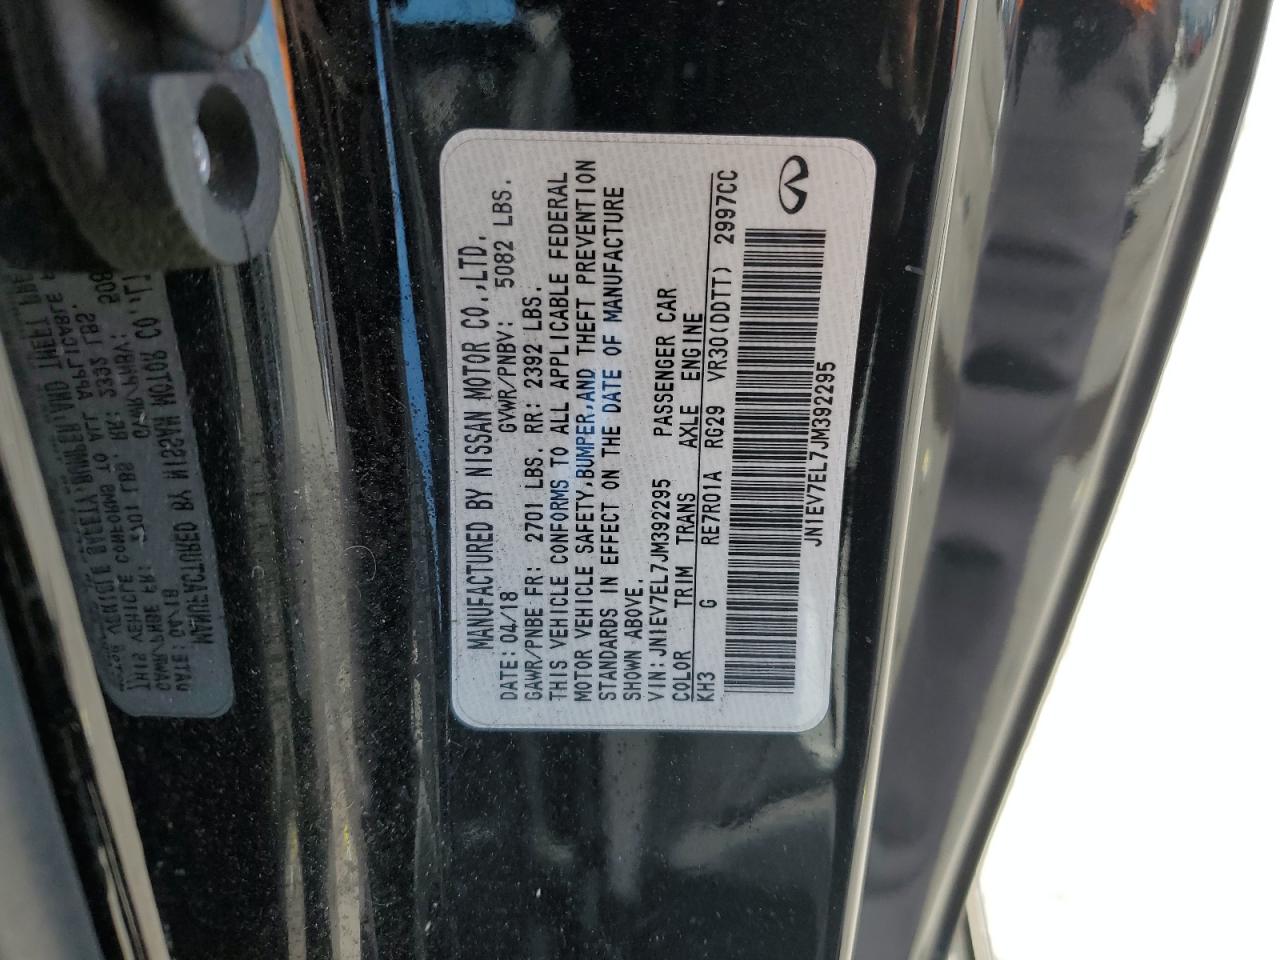 MANUFACTURED BY NISSAN MOTOR CO.,LTD.
DATE: 04/18 GVWR/PNBV: 5082 LBS.
GAWR/PNBE FR: 2701 LBS. RR: 2392 LBS.
THIS VEHICLE CONFORMS TO ALL APPLICABLE FEDERAL
MOTOR VEHICLE SAFETY,BUMPER,AND THEFT PREVENTION
STANDARDS IN EFFECT ON THE DATE OF MANUFACTURE
SHOWN ABOVE.
VIN: JN1EV7EL7JM392295 PASSENGER CAR
COLOR TRIM TRANS AXLE ENGINE
KH3 G RE7R01A RG29 VR30(DDTT) 2997CC
JN1EV7EL7JM392295